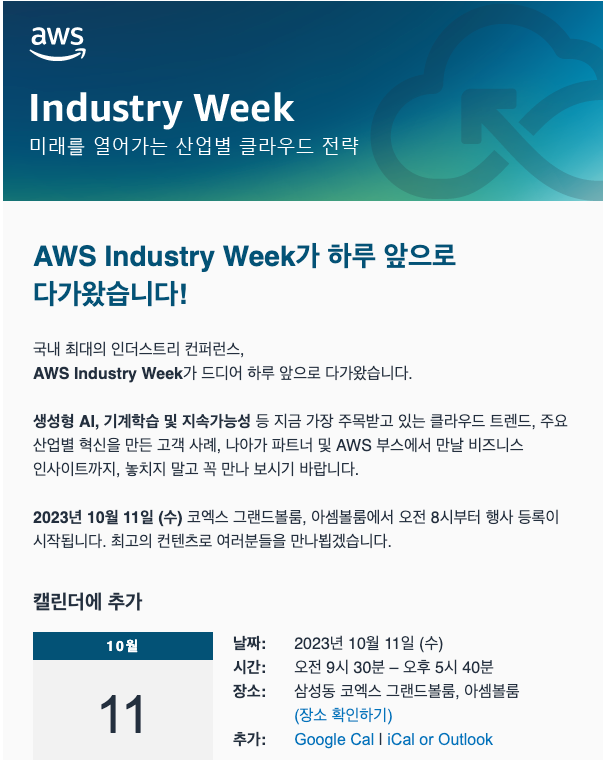 aws
Industry Week
미래를 열어가는 산업별 클라우드 전략
AWS Industry Week가 하루 앞으로
다가왔습니다!
국내 최대의 인더스트리 컨퍼런스,
AWS Industry Week가 드디어 하루 앞으로 다가왔습니다.
생성형 AI, 기계학습 및 지속가능성 등 지금 가장 주목받고 있는 클라우드 트렌드, 주요
산업별 혁신을 만든 고객 사례, 나아가 파트너 및 AWS 부스에서 만날 비즈니스
인사이트까지, 놓치지 말고 꼭 만나 보시기 바랍니다.
2023년 10월 11일 (수) 코엑스 그랜드볼룸, 아셈볼룸에서 오전 8시부터 행사 등록이
시작됩니다. 최고의 컨텐츠로 여러분들을 만나뵙겠습니다.
캘린더에 추가
10월
11
날짜: 2023년 10월 11일 (수)
시간: 오전 9시 30분 – 오후 5시 40분
장소: 삼성동 코엑스 그랜드볼룸, 아셈볼룸
(장소 확인하기)
추가: Google Cal l iCal or Outlook